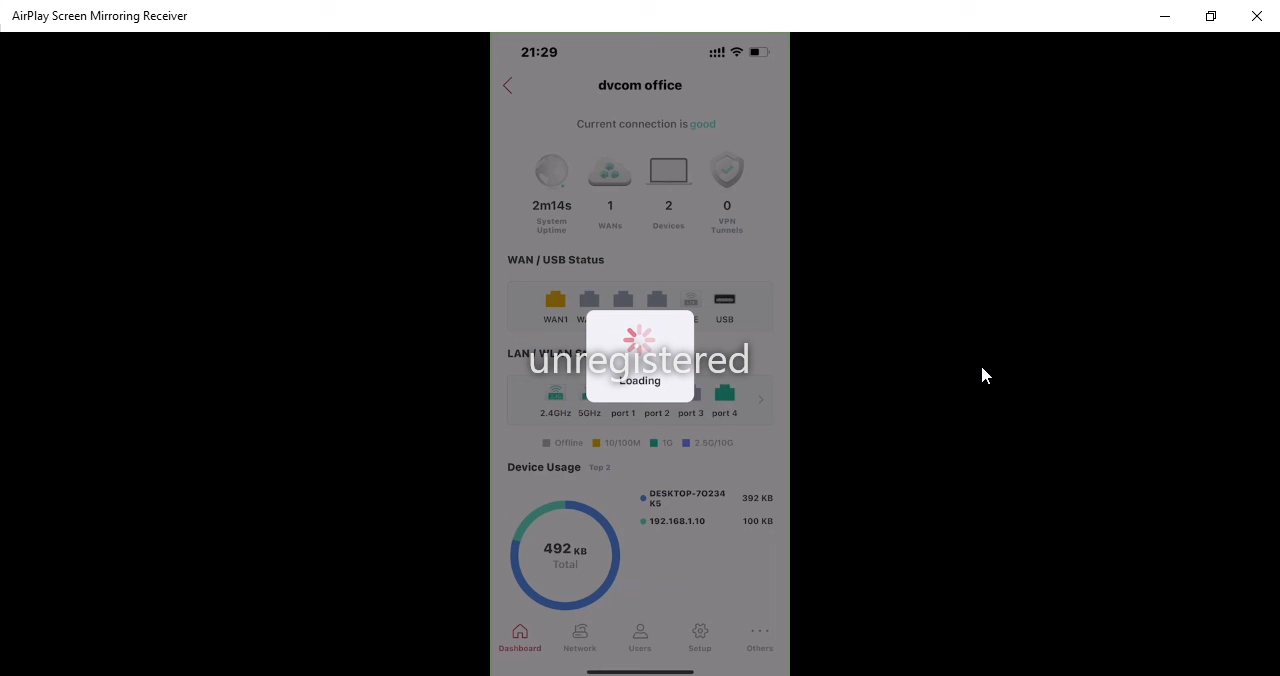 AirPlay Screen Mirroring Receiver
21:29
dvcom office
Current connection is good
2m14s 1 2 0
System Uptime WANs Devices VPN Tunnels
WAN / USB Status
WAN1 USB
LAN / WLAN
unregistered
Loading
2.4GHz 5GHz port 1 port 2 port 3 port 4
Offline 10/100M 1G 2.5G/10G
Device Usage Top 2
DESKTOP-7O234 392 KB
K5
192.168.1.10 100 KB
492 KB
Total
Dashboard Network Users Setup Others